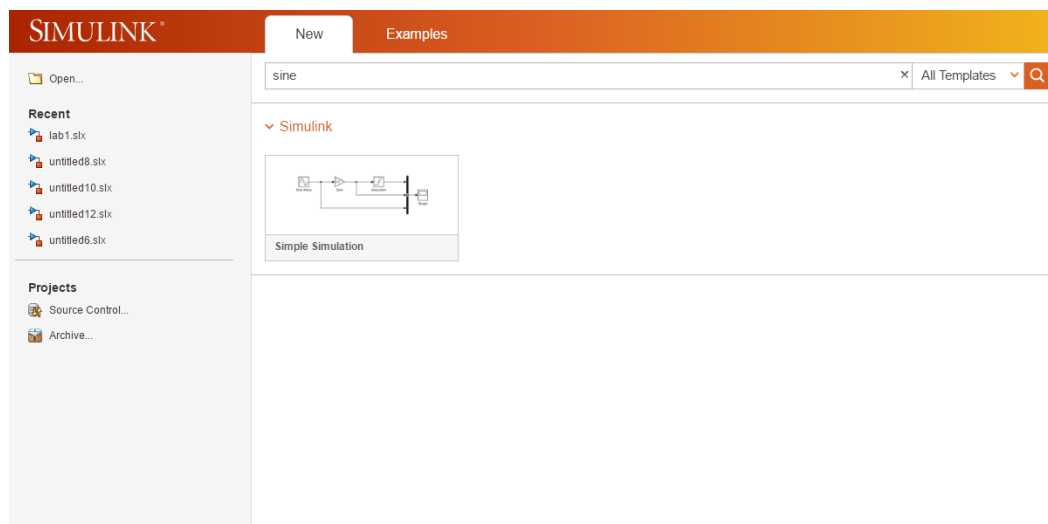 SIMULINK®
New
Examples
Open...
sine
× All Templates
Recent
lab1.slx
untitled8.slx
untitled10.slx
untitled12.slx
untitled6.slx
Projects
Source Control...
Archive...
Simulink
Simple Simulation